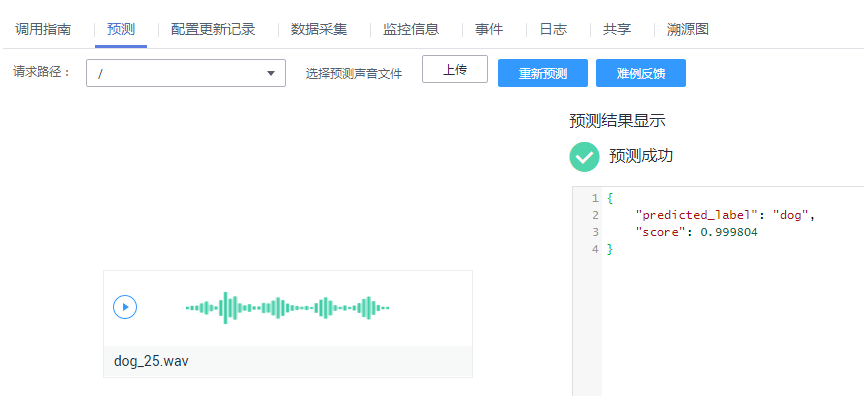 调用指南 预测 配置更新记录 数据采集 监控信息 事件 日志 共享 溯源图
请求路径： / 选择预测声音文件 上传 重新预测 难例反馈
预测结果显示
预测成功
1 {
2 "predicted_label": "dog",
3 "score": 0.999804
4 }
dog_25.wav